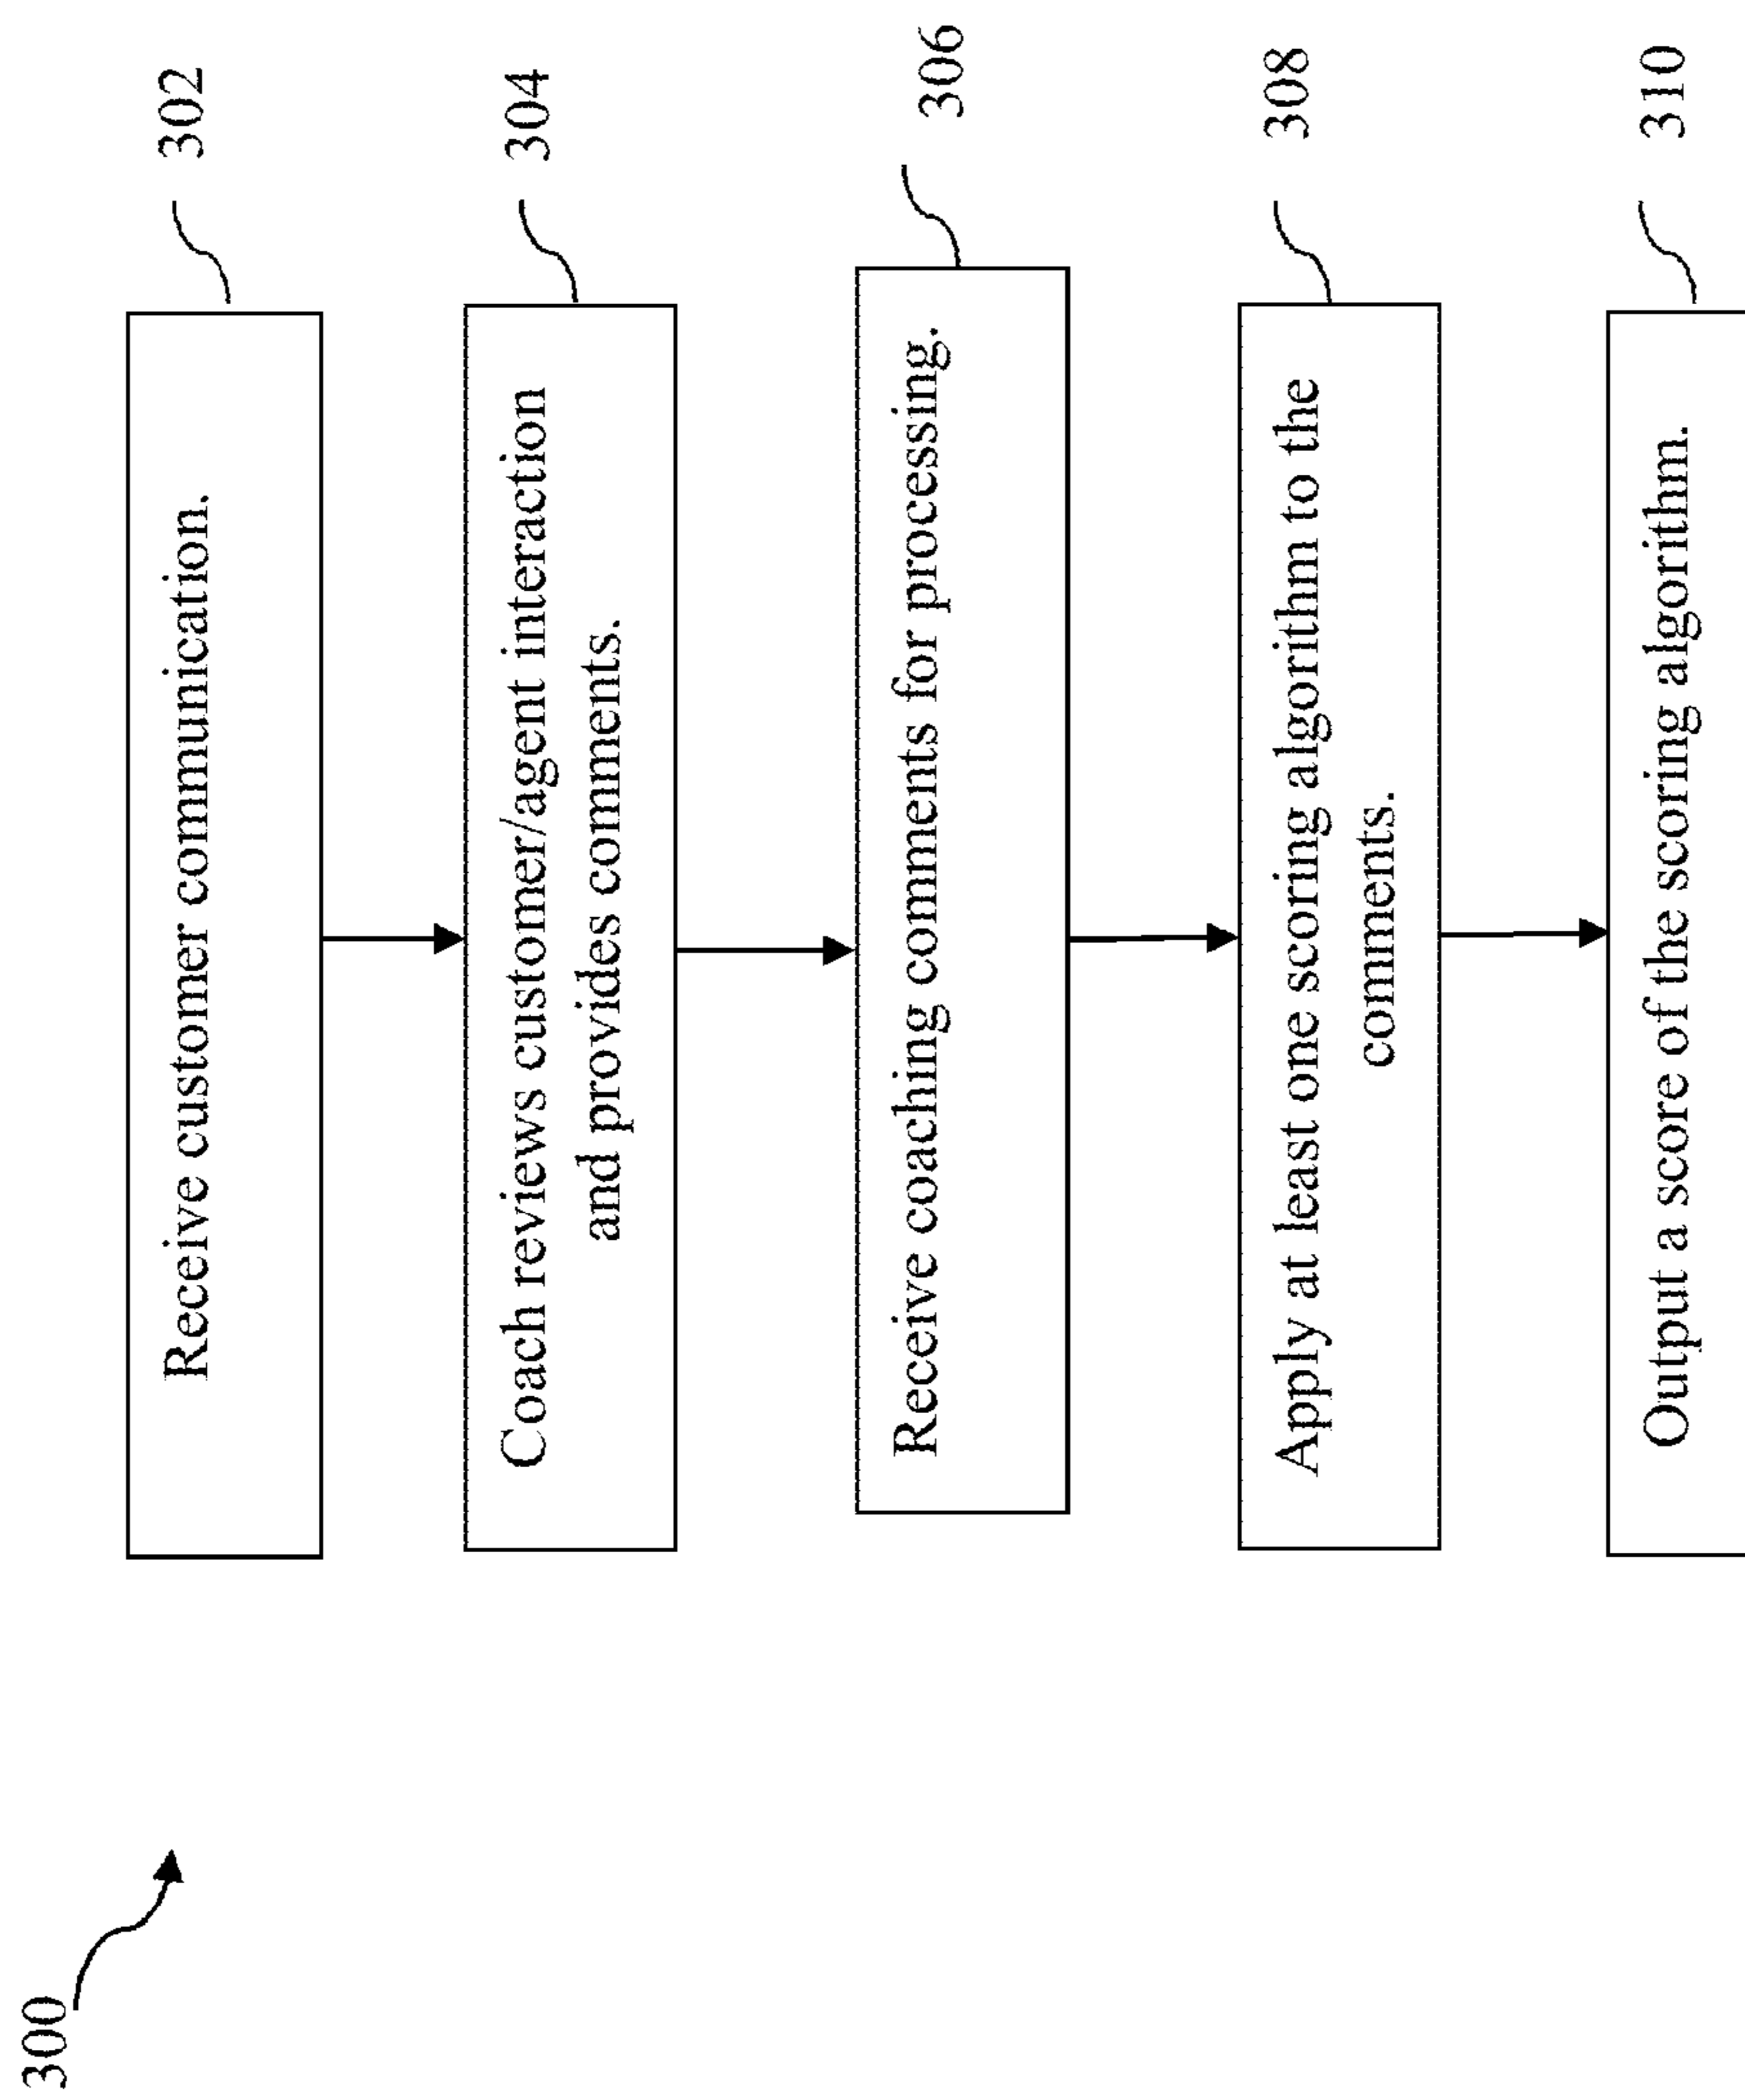 300
Receive customer communication.
302
Coach reviews customer/agent interaction
and provides comments.
304
Receive coaching comments for processing.
306
Apply at least one scoring algorithm to the
comments.
308
Output a score of the scoring algorithm.
310